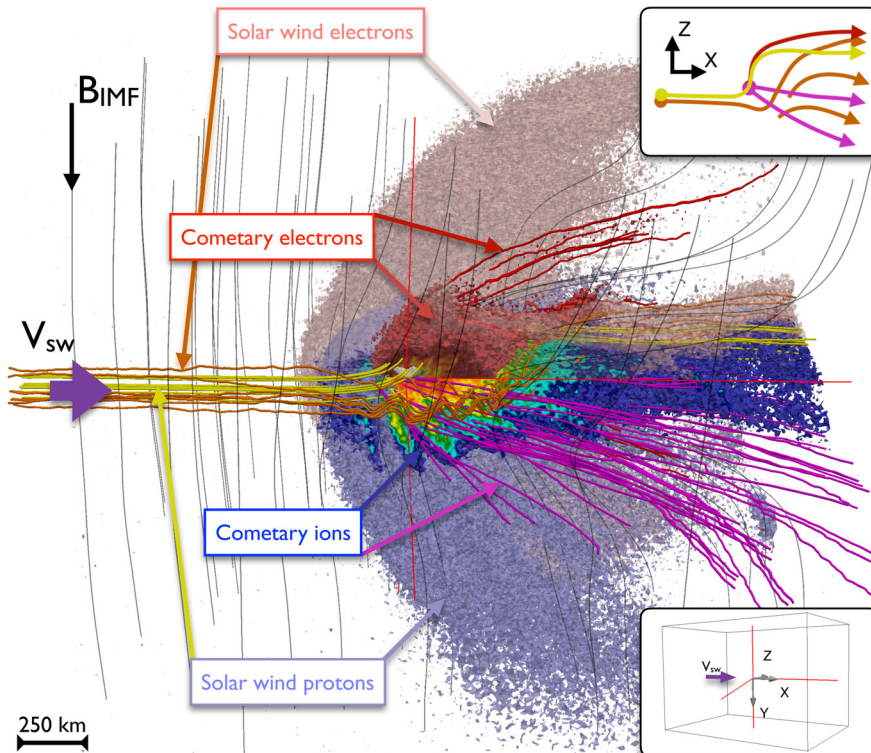 Solar wind electrons
Z
X
BIMF
Cometary electrons
Vsw
Cometary ions
Solar wind protons
Vsw
Z
X
Y
250 km